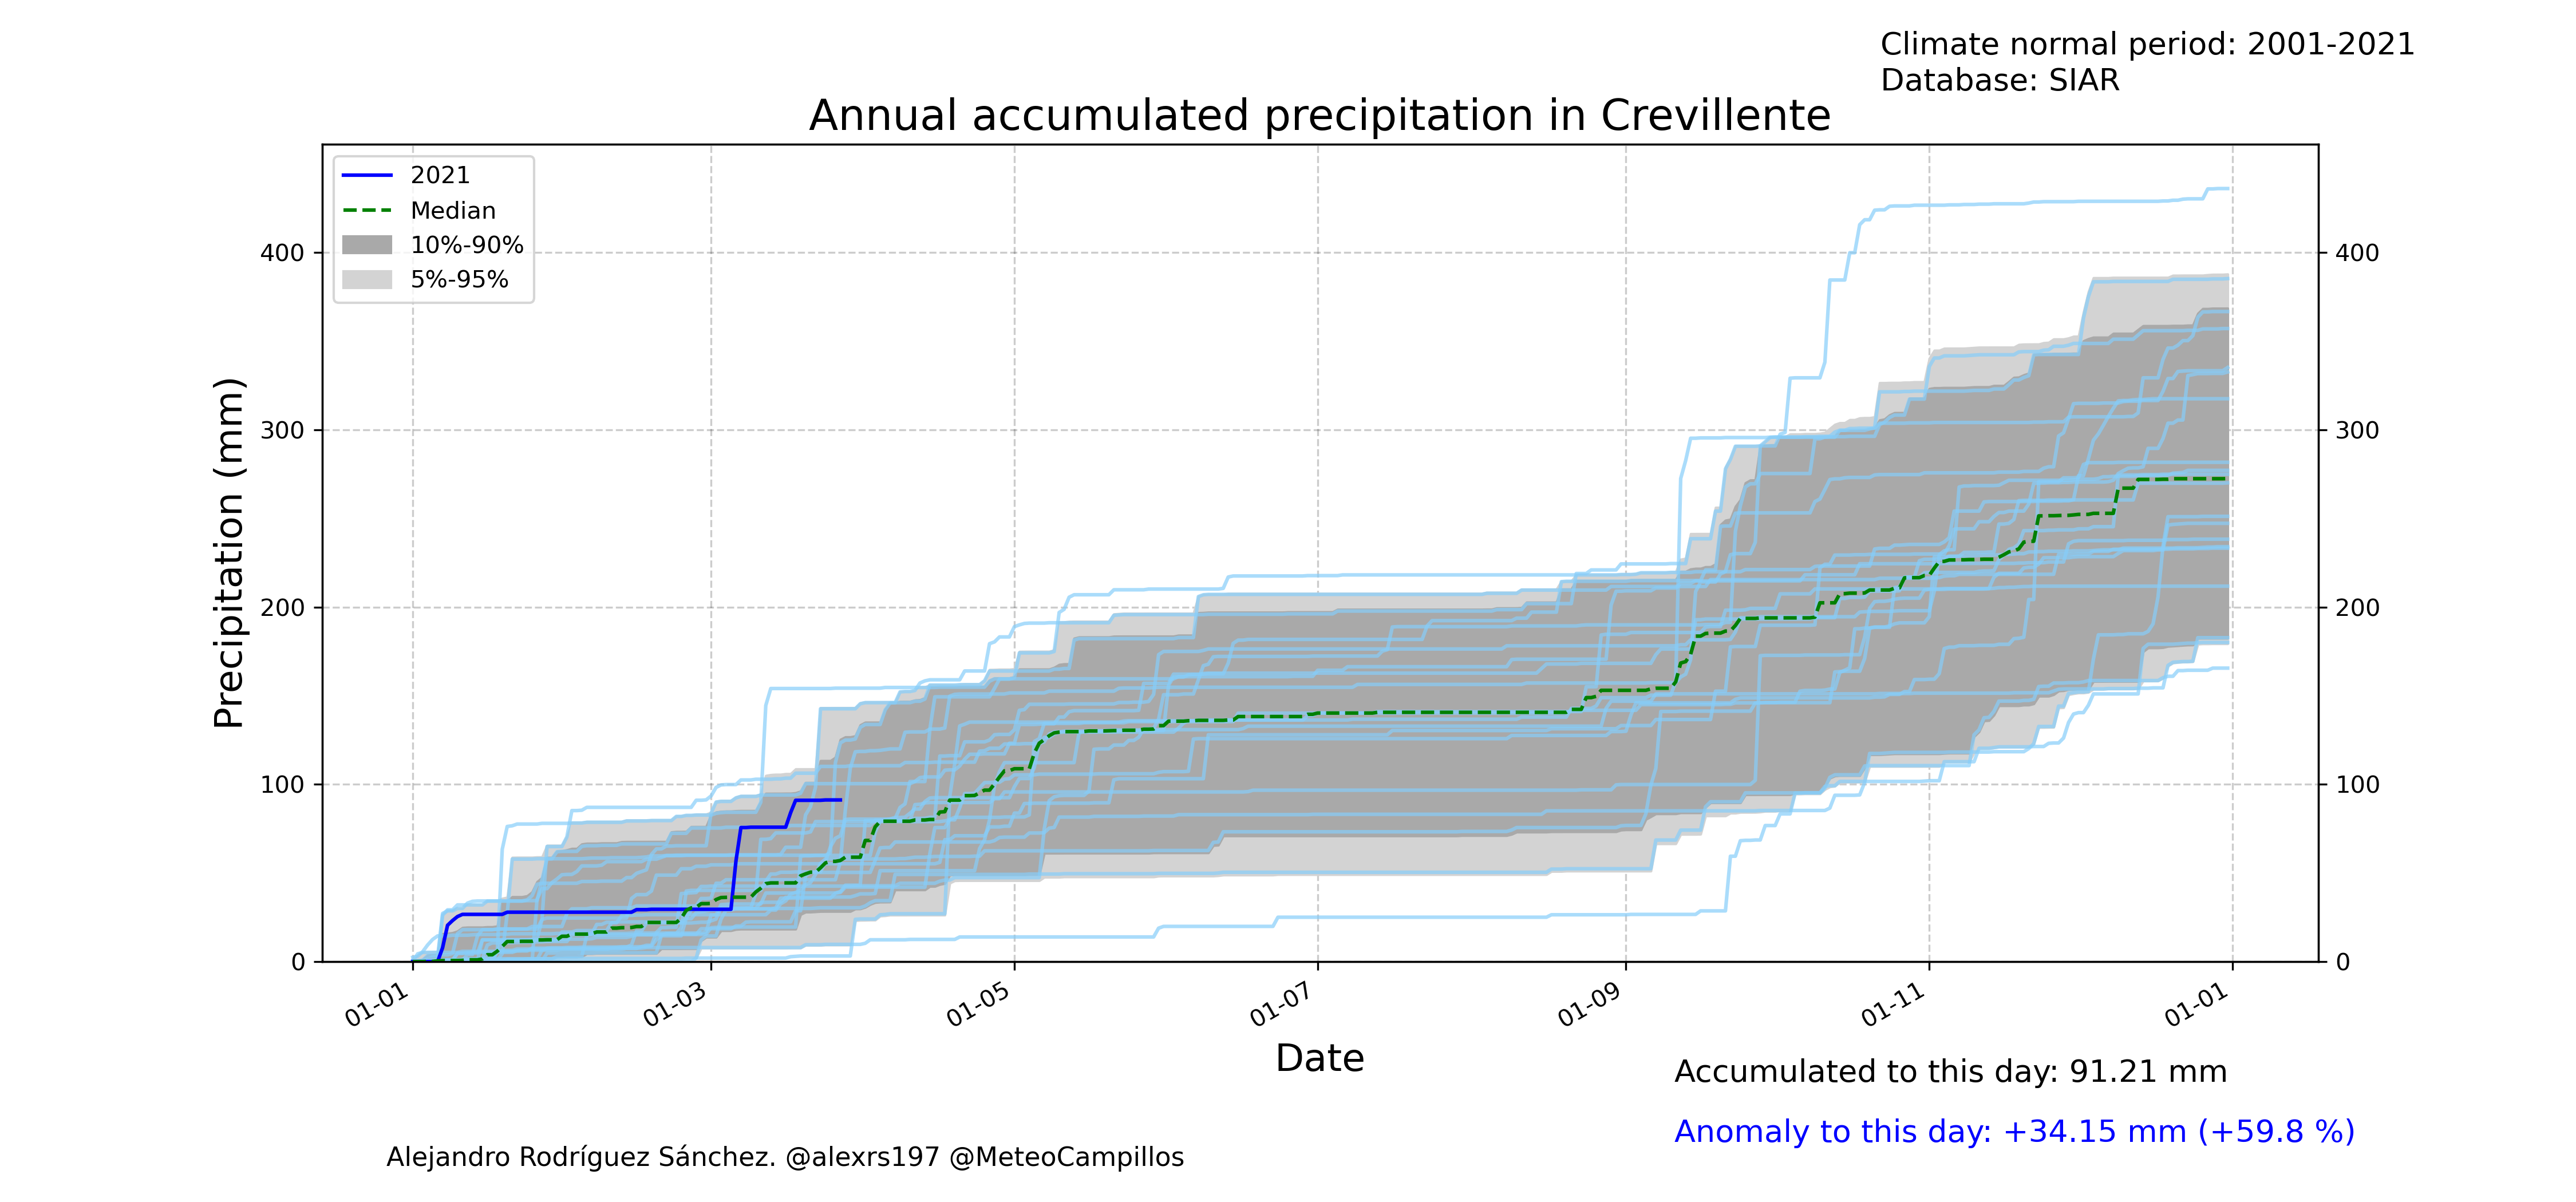 Climate normal period: 2001-2021
Database: SIAR
Annual accumulated precipitation in Crevillente
2021
Median
10%-90%
5%-95%
Precipitation (mm)
400
300
200
100
0
400
300
200
100
0
01-01
01-03
01-05
01-07
01-09
01-11
01-01
Date
Accumulated to this day: 91.21 mm
Anomaly to this day: +34.15 mm (+59.8 %)
Alejandro Rodríguez Sánchez. @alexrs197 @MeteoCampillos